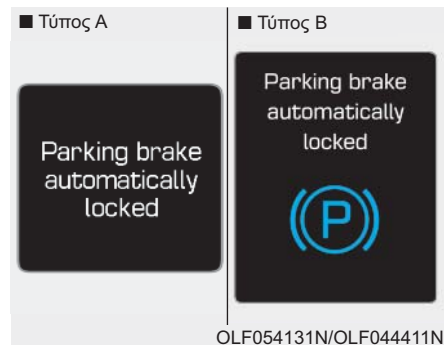 ■ Τύπος A
Parking brake
automatically
locked
■ Τύπος B
Parking brake
automatically
locked
P
OLF054131N/OLF044411N